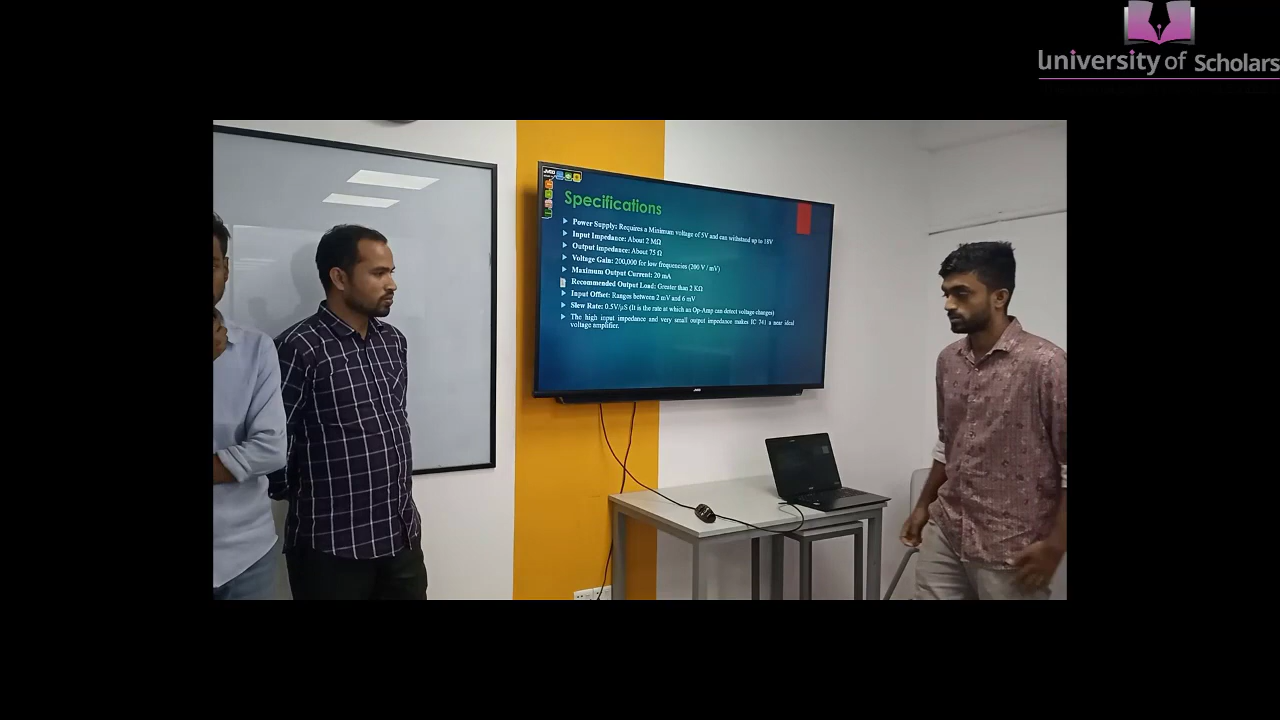 university of Scholars
Specifications
Power Supply: Requires a Minimum voltage of 5V and can withstand up to 18V
Input Impedance: About 2 MΩ
Output impedance: About 75 Ω
Voltage Gain: 200,000 for low frequencies (200 V / mV)
Maximum Output Current: 20 mA
Recommended Output Load: Greater than 2 KΩ
Input Offset: Ranges between 2 mV and 6 mV
Slew Rate: 0.5V/µS (It is the rate at which an Op-Amp can detect voltage changes)
The high input impedance and very small output impedance makes IC 741 a near ideal
voltage amplifier.